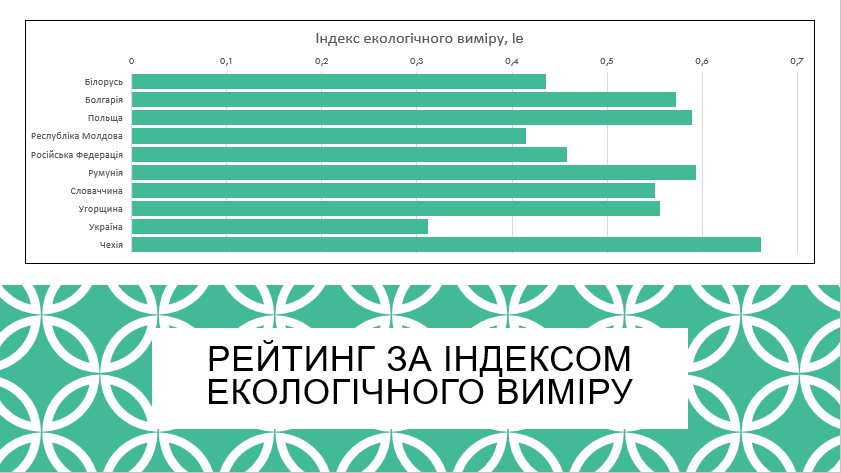 Індекс екологічного виміру, Іе
0 0,1 0,2 0,3 0,4 0,5 0,6 0,7
Білорусь
Болгарія
Польща
Республіка Молдова
Російська Федерація
Румунія
Словаччина
Угорщина
Україна
Чехія
РЕЙТИНГ ЗА ІНДЕКСОМ
ЕКОЛОГІЧНОГО ВИМІРУ